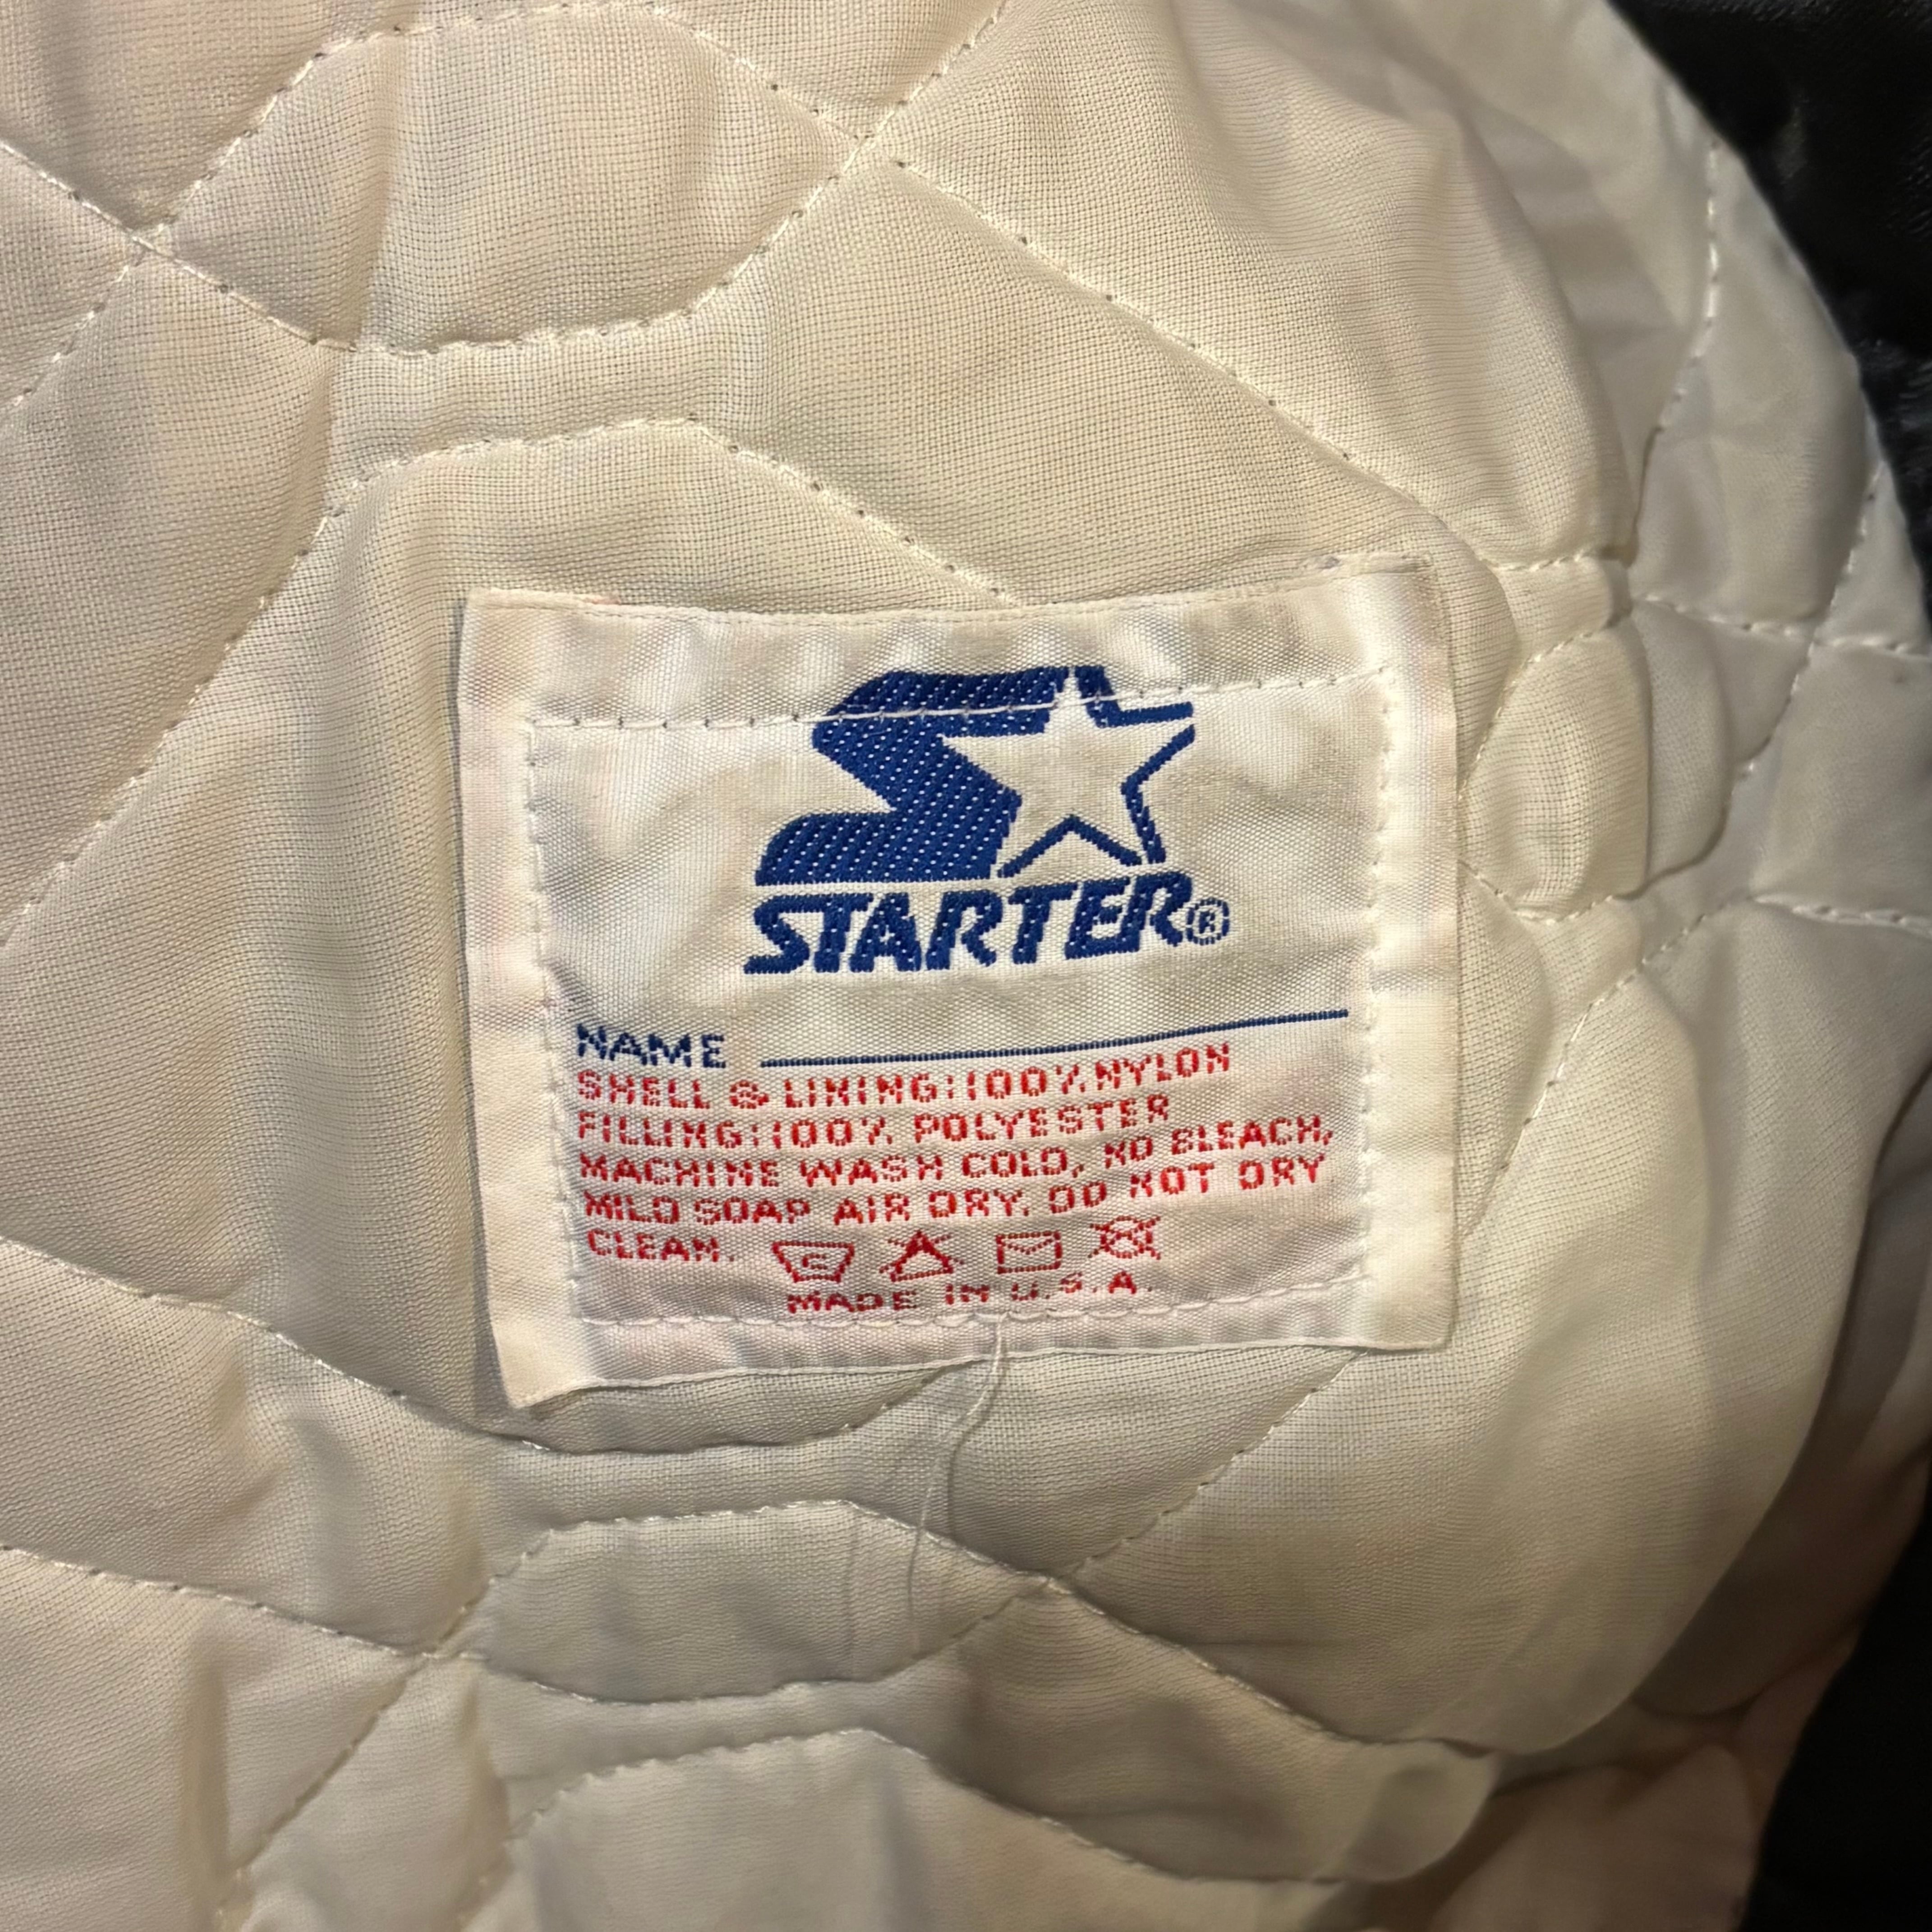 STARTER®
NAME
SHELL & LINING:100% NYLON
FILLING:100% POLYESTER
MACHINE WASH COLD, NO BLEACH,
MILD SOAP AIR DRY. DO NOT DRY
CLEAN. C
MADE IN U.S.A.